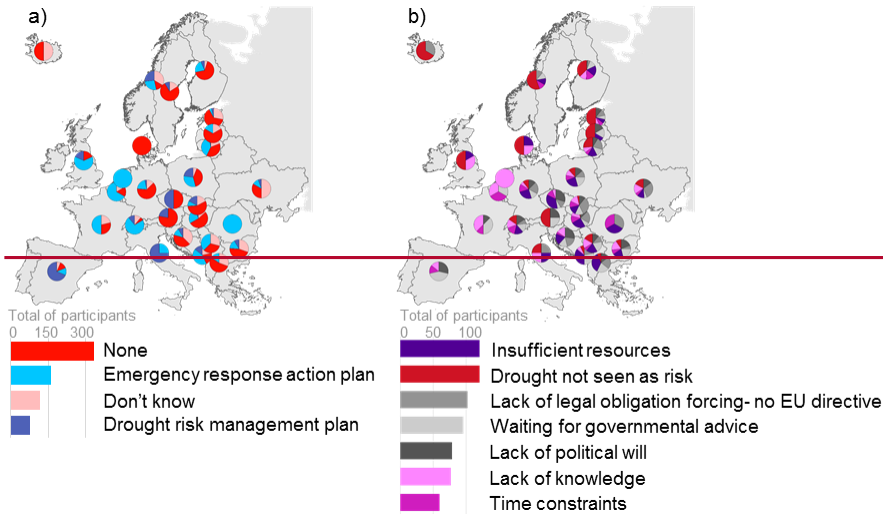 a)
b)
Total of participants
0 150 300
None
Emergency response action plan
Don't know
Drought risk management plan
Total of participants
0 50 100
Insufficient resources
Drought not seen as risk
Lack of legal obligation forcing- no EU directive
Waiting for governmental advice
Lack of political will
Lack of knowledge
Time constraints